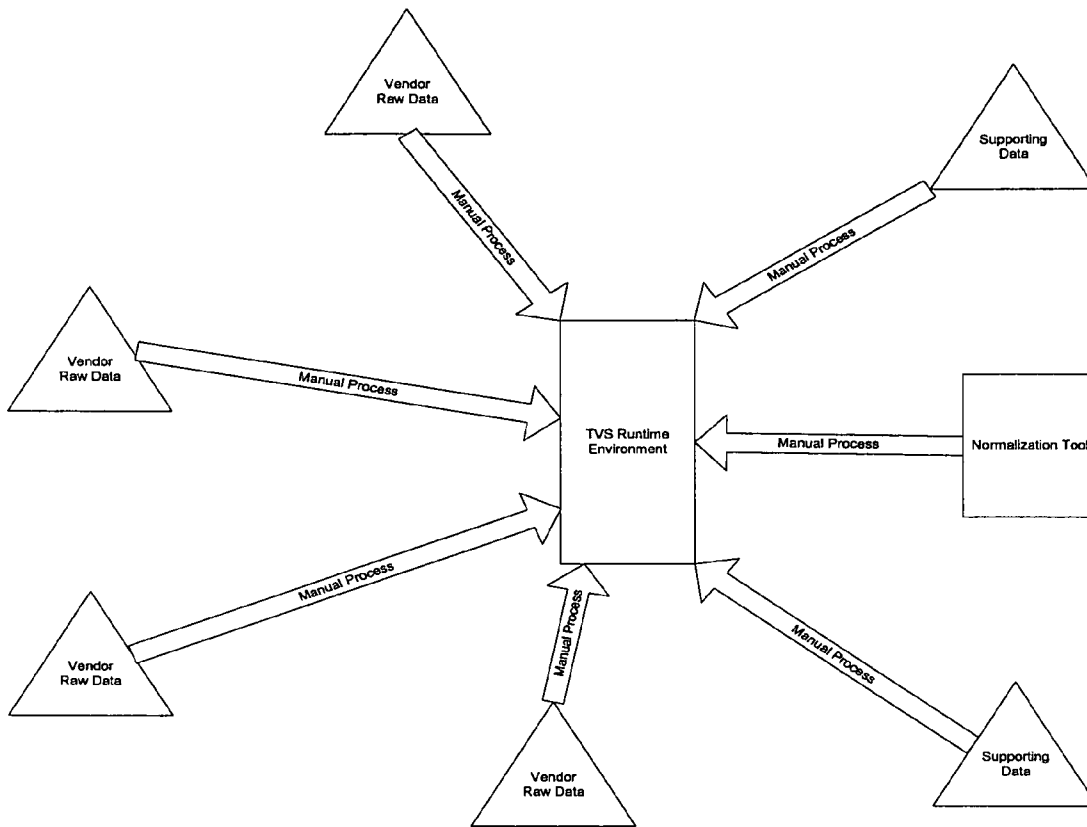 Vendor
Raw Data
Supporting
Data
Manual Process
Manual Process
Vendor
Raw Data
Manual Process
TVS Runtime
Environment
Manual Process
Normalization Tool
Manual Process
Vendor
Raw Data
Manual Process
Manual Process
Vendor
Raw Data
Supporting
Data